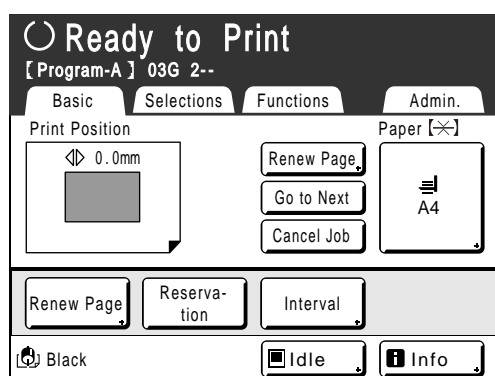 Ready to Print
【Program-A】 03G 2--
Basic Selections Functions Admin.
Print Position Paper【※】
0.0mm
Renew Page
Go to Next
Cancel Job
A4
Renew Page
Reserva-
tion
Interval
Black
Idle
Info